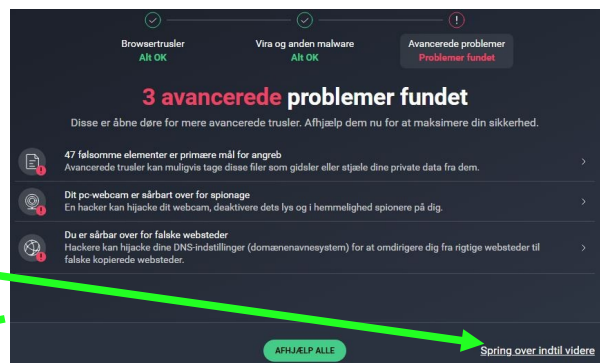 Browsertrusler
Alt OK
Vira og anden malware
Alt OK
Avancerede problemer
Problemer fundet
3 avancerede problemer fundet
Disse er åbne døre for mere avancerede trusler. Afhjælp dem nu for at maksimere din sikkerhed.
47 følsomme elementer er primære mål for angreb
Avancerede trusler kan muligvis tage disse filer som gidsler eller stjæle dine private data fra dem.
Dit pc-webcam er sårbart over for spionage
En hacker kan hijacke dit webcam, deaktivere dets lys og i hemmelighed spionere på dig.
Du er sårbar over for falske websteder
Hackere kan hijacke dine DNS-indstillinger (domænenavnesystem) for at omdirigere dig fra rigtige websteder til
falske kopierede websteder.
AFHJÆLP ALLE
Spring over indtil videre